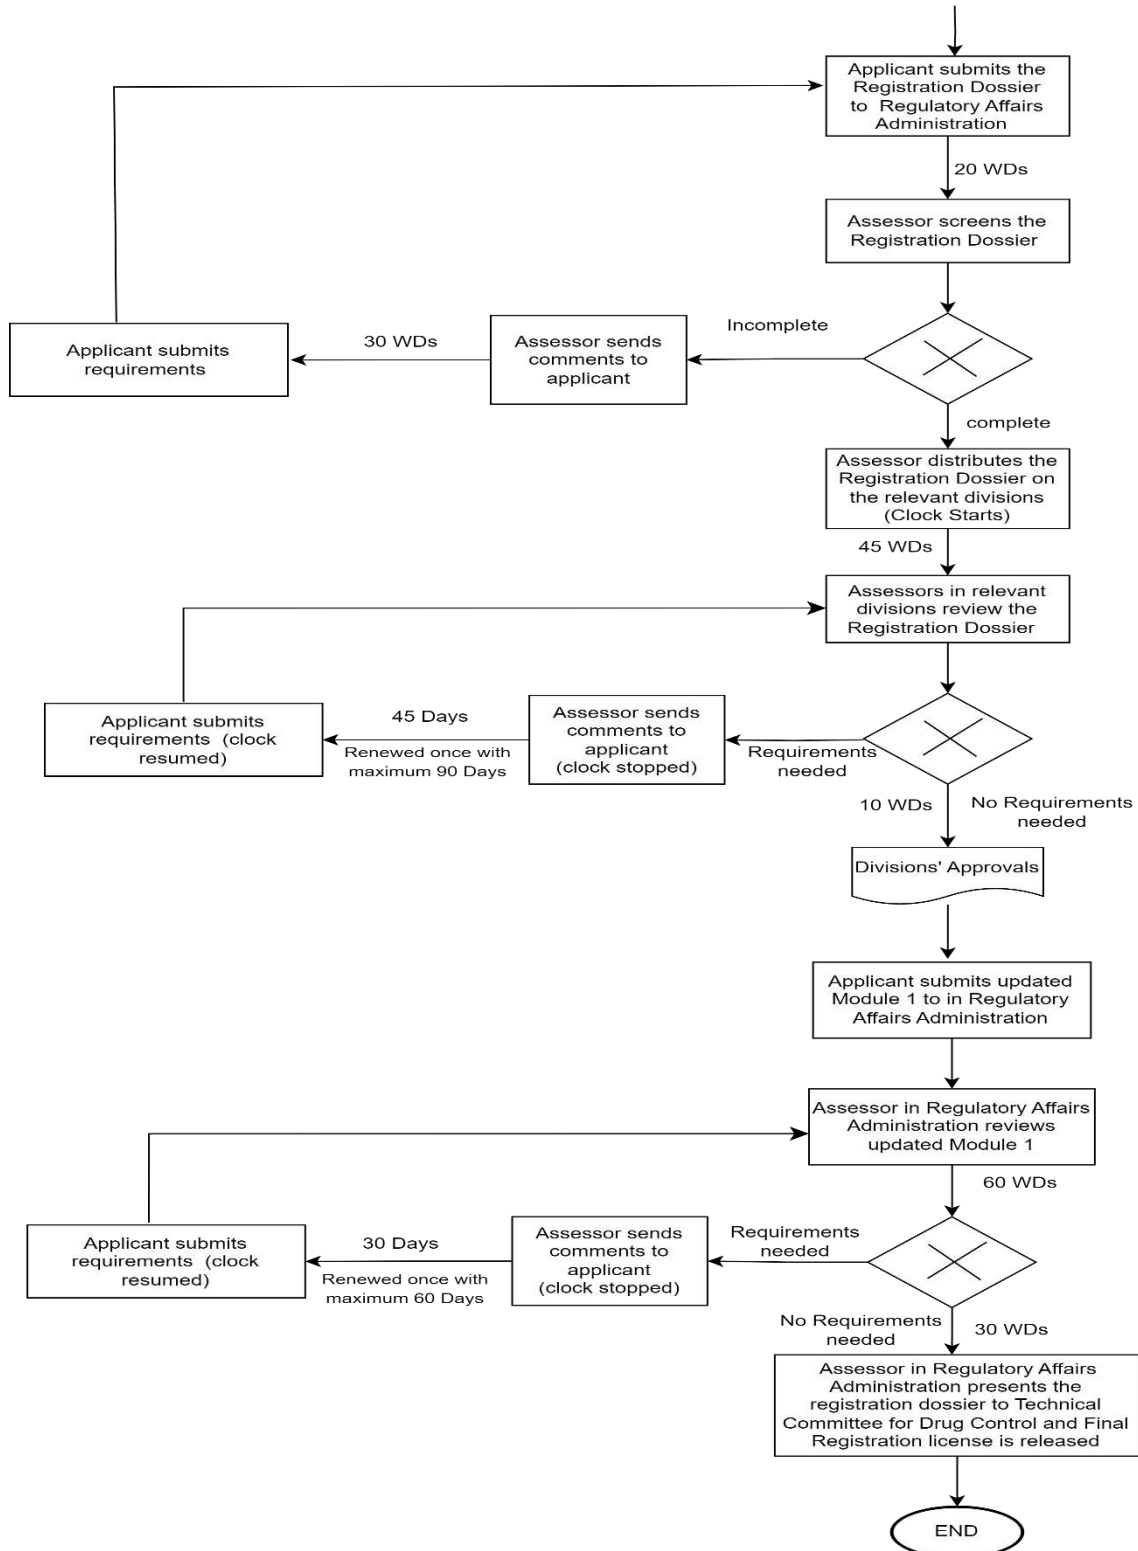 Applicant submits the
Registration Dossier
to Regulatory Affairs
Administration
20 WDs
Assessor screens the
Registration Dossier
Incomplete
Assessor sends
comments to
applicant
30 WDs
Applicant submits
requirements
complete
Assessor distributes the
Registration Dossier on
the relevant divisions
(Clock Starts)
45 WDs
Assessors in relevant
divisions review the
Registration Dossier
Requirements
needed
Assessor sends
comments to
applicant
(clock stopped)
45 Days
Renewed once with
maximum 90 Days
Applicant submits
requirements (clock
resumed)
10 WDs
No Requirements
needed
Divisions' Approvals
Applicant submits updated
Module 1 to in Regulatory
Affairs Administration
Assessor in Regulatory Affairs
Administration reviews
updated Module 1
60 WDs
Requirements
needed
Assessor sends
comments to
applicant
(clock stopped)
30 Days
Renewed once with
maximum 60 Days
Applicant submits
requirements (clock
resumed)
No Requirements
needed
30 WDs
Assessor in Regulatory Affairs
Administration presents the
registration dossier to Technical
Committee for Drug Control and Final
Registration license is released
END